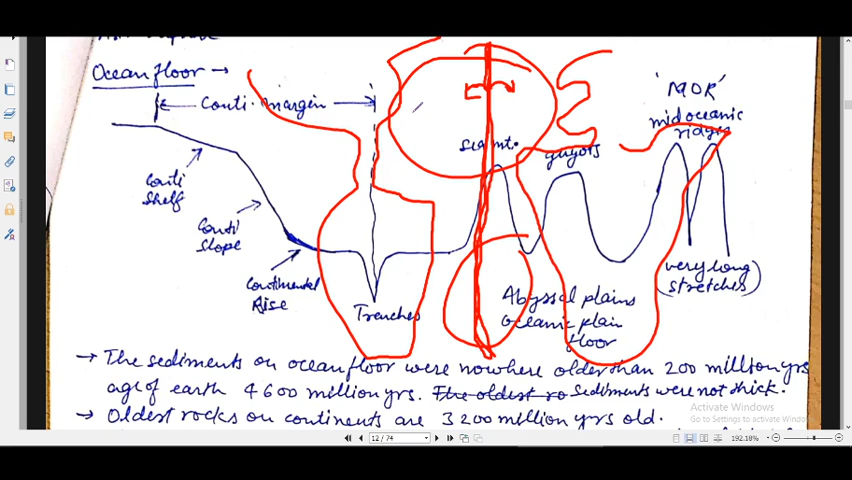 Ocean floor →
Conti. margin
'MOR'
mid oceanic
ridges
seamt.
guyots
Conti
Shelf
Conti
Slope
Continental
Rise
Trenches
Abyssal plains
oceanic plain
floor
(very long
stretches)
→ The sediments on ocean floor were nowhere older than 200 million yrs
age of earth 4600 million yrs. The oldest ro Sediments were not thick.
→ Oldest rocks on continents are 3200 million yrs old.
Activate Windows
Go to Settings to activate Windows.
12 / 74
192.18%